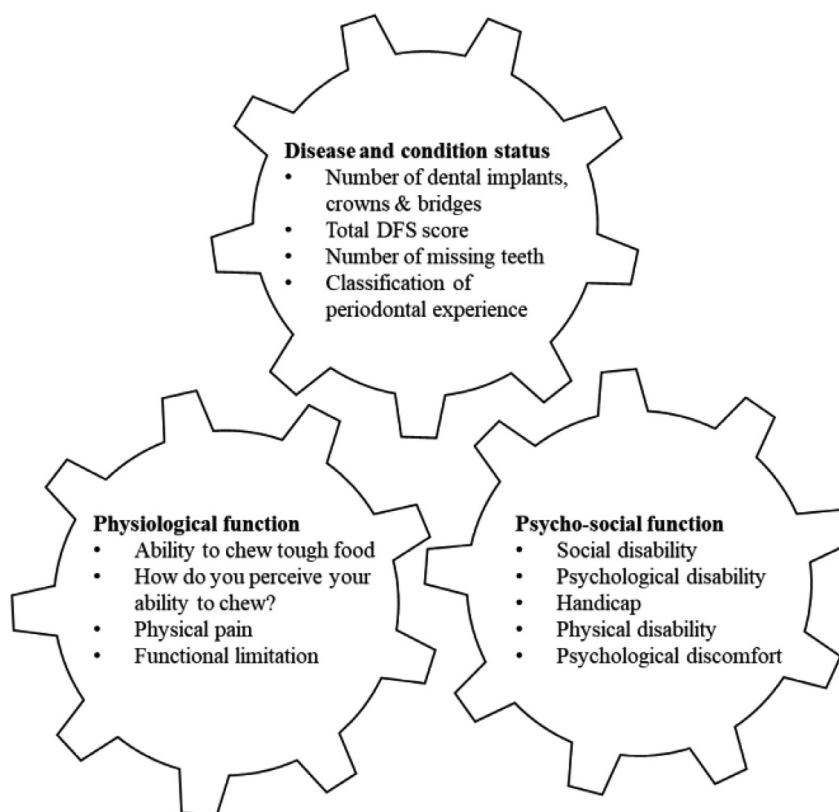 Disease and condition status
• Number of dental implants,
crowns & bridges
• Total DFS score
• Number of missing teeth
• Classification of
periodontal experience
Physiological function
• Ability to chew tough food
• How do you perceive your
ability to chew?
• Physical pain
• Functional limitation
Psycho-social function
• Social disability
• Psychological disability
• Handicap
• Physical disability
• Psychological discomfort